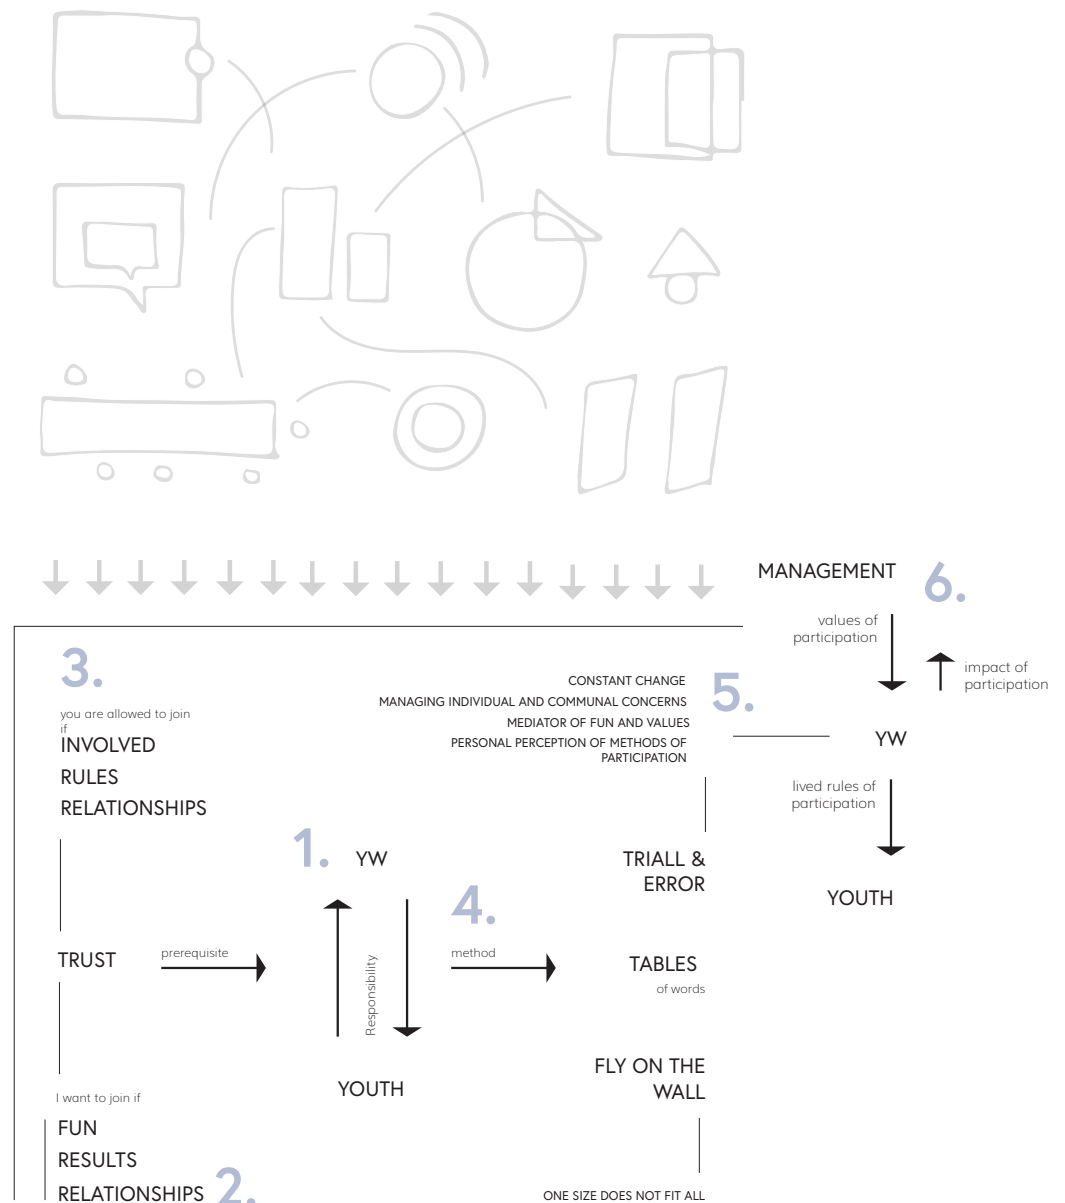 MANAGEMENT
6.
values of
participation
impact of
participation
3.
you are allowed to join
if
INVOLVED
RULES
RELATIONSHIPS
CONSTANT CHANGE
MANAGING INDIVIDUAL AND COMMUNAL CONCERNS
MEDIATOR OF FUN AND VALUES
PERSONAL PERCEPTION OF METHODS OF
PARTICIPATION
5.
YW
lived rules of
participation
YOUTH
1.
YW
4.
TRIALL &
ERROR
TRUST
prerequisite
Responsibility
method
TABLES
of words
YOUTH
FLY ON THE
WALL
I want to join if
FUN
RESULTS
RELATIONSHIPS
2.
ONE SIZE DOES NOT FIT ALL